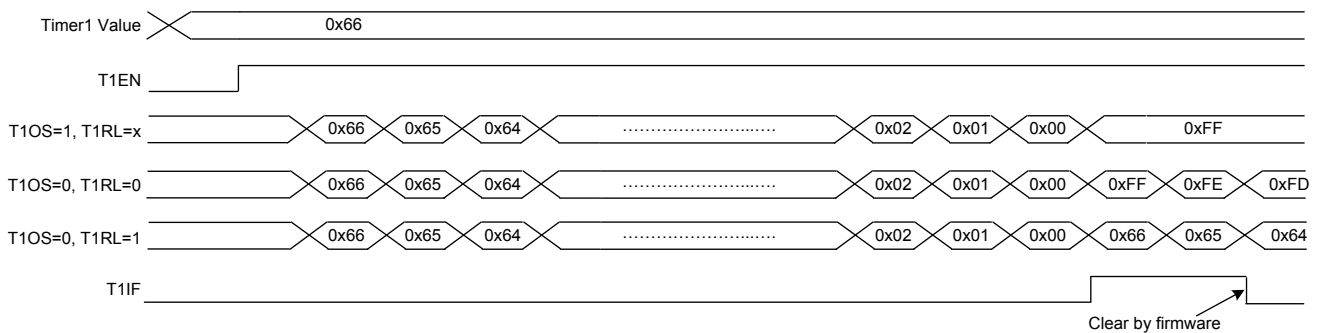 Timer1 Value 0x66
T1EN
T1OS=1, T1RL=x 0x66 0x65 0x64 .......................... 0x02 0x01 0x00 0xFF
T1OS=0, T1RL=0 0x66 0x65 0x64 .......................... 0x02 0x01 0x00 0xFF 0xFE 0xFD
T1OS=0, T1RL=1 0x66 0x65 0x64 .......................... 0x02 0x01 0x00 0x66 0x65 0x64
T1IF
Clear by firmware